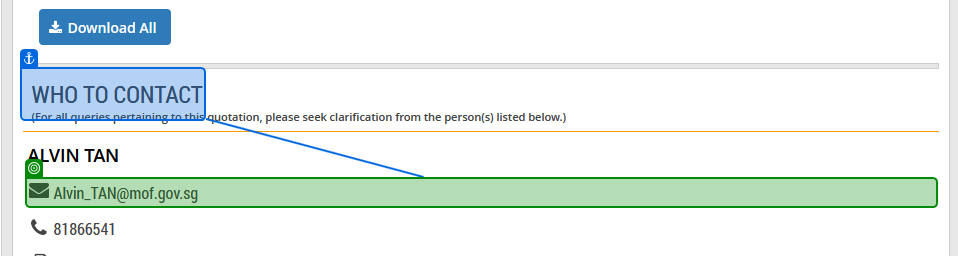 Download All
WHO TO CONTACT
(For all queries pertaining to this quotation, please seek clarification from the person(s) listed below.)
ALVIN TAN
Alvin_TAN@mof.gov.sg
81866541